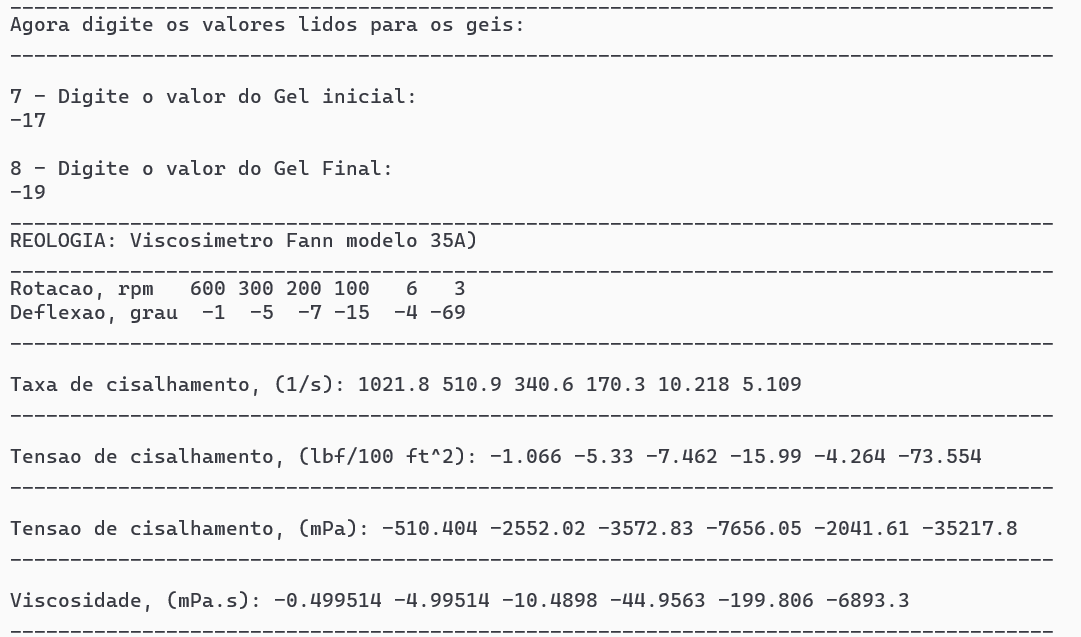 --------------------------------------------------------------------------------------
Agora digite os valores lidos para os geis:
--------------------------------------------------------------------------------------
7 - Digite o valor do Gel inicial:
-17
8 - Digite o valor do Gel Final:
-19
--------------------------------------------------------------------------------------
REOLOGIA: Viscosimetro Fann modelo 35A)
--------------------------------------------------------------------------------------
Rotacao, rpm   600 300 200 100   6   3
Deflexao, grau  -1  -5  -7 -15  -4 -69
--------------------------------------------------------------------------------------
Taxa de cisalhamento, (1/s): 1021.8 510.9 340.6 170.3 10.218 5.109
--------------------------------------------------------------------------------------
Tensao de cisalhamento, (lbf/100 ft^2): -1.066 -5.33 -7.462 -15.99 -4.264 -73.554
--------------------------------------------------------------------------------------
Tensao de cisalhamento, (mPa): -510.404 -2552.02 -3572.83 -7656.05 -2041.61 -35217.8
--------------------------------------------------------------------------------------
Viscosidade, (mPa.s): -0.499514 -4.99514 -10.4898 -44.9563 -199.806 -6893.3
--------------------------------------------------------------------------------------